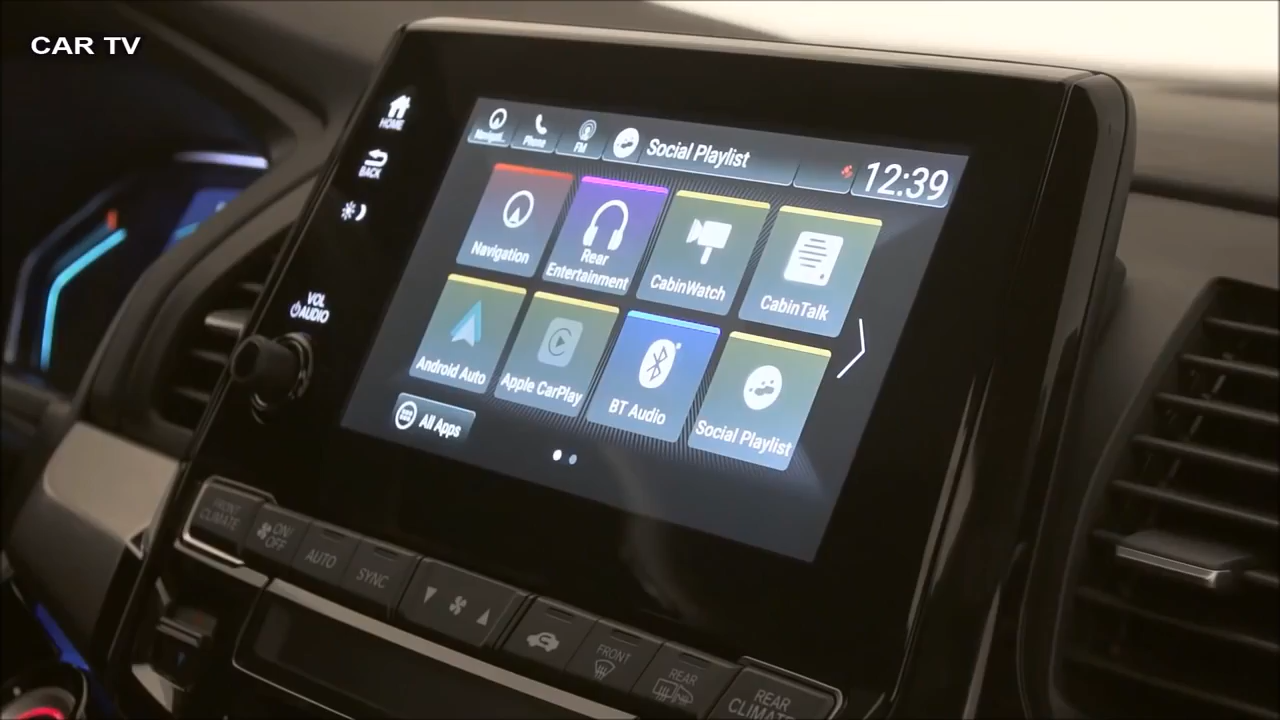 CAR TV
HOME
BACK
VOL
AUDIO
Navigati..
Phone
FM
Social Playlist
12:39
Navigation
Rear
Entertainment
CabinWatch
CabinTalk
Android Auto
Apple CarPlay
BT Audio
Social Playlist
All Apps
FRONT
CLIMATE
ON/
OFF
AUTO
SYNC
FRONT
REAR
REAR
CLIMATE